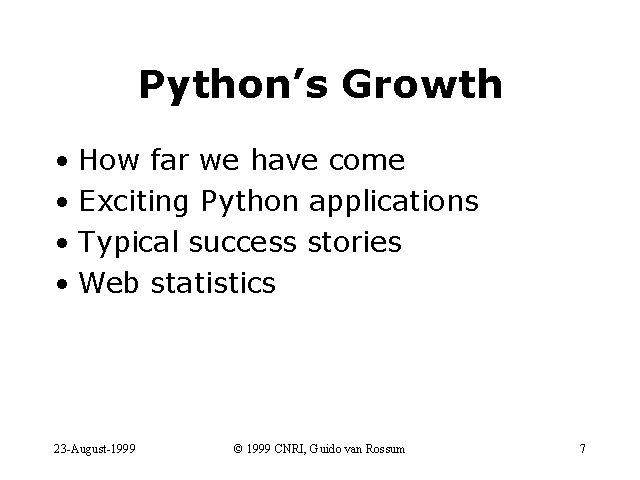 Python’s Growth
• How far we have come
• Exciting Python applications
• Typical success stories
• Web statistics
23-August-1999 © 1999 CNRI, Guido van Rossum 7